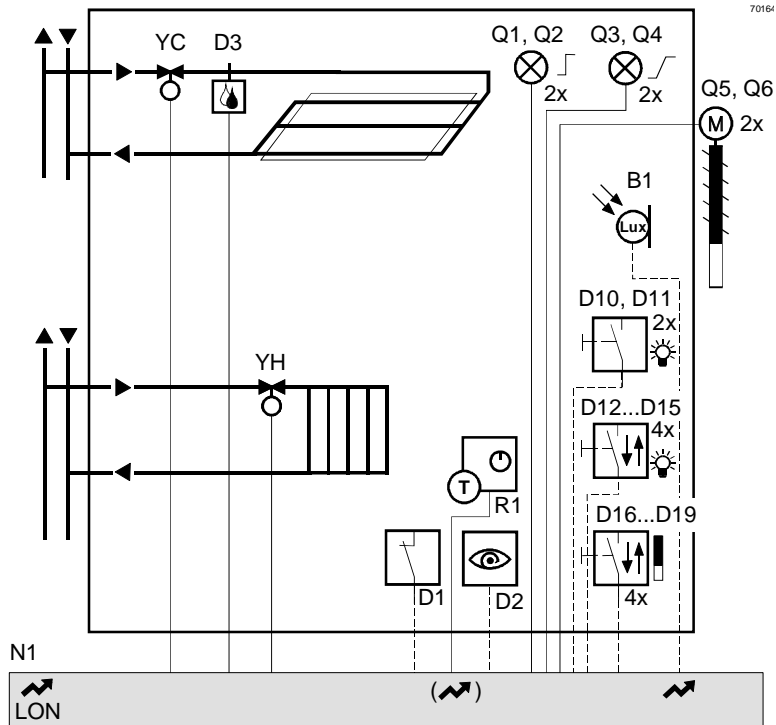 70164
YC D3 Q1, Q2 Q3, Q4
2x 2x
Q5, Q6
M 2x
B1
Lux
D10, D11
2x
YH
D12...D15
4x
T
R1
D16...D19
D1 D2 4x
N1
( )
LON